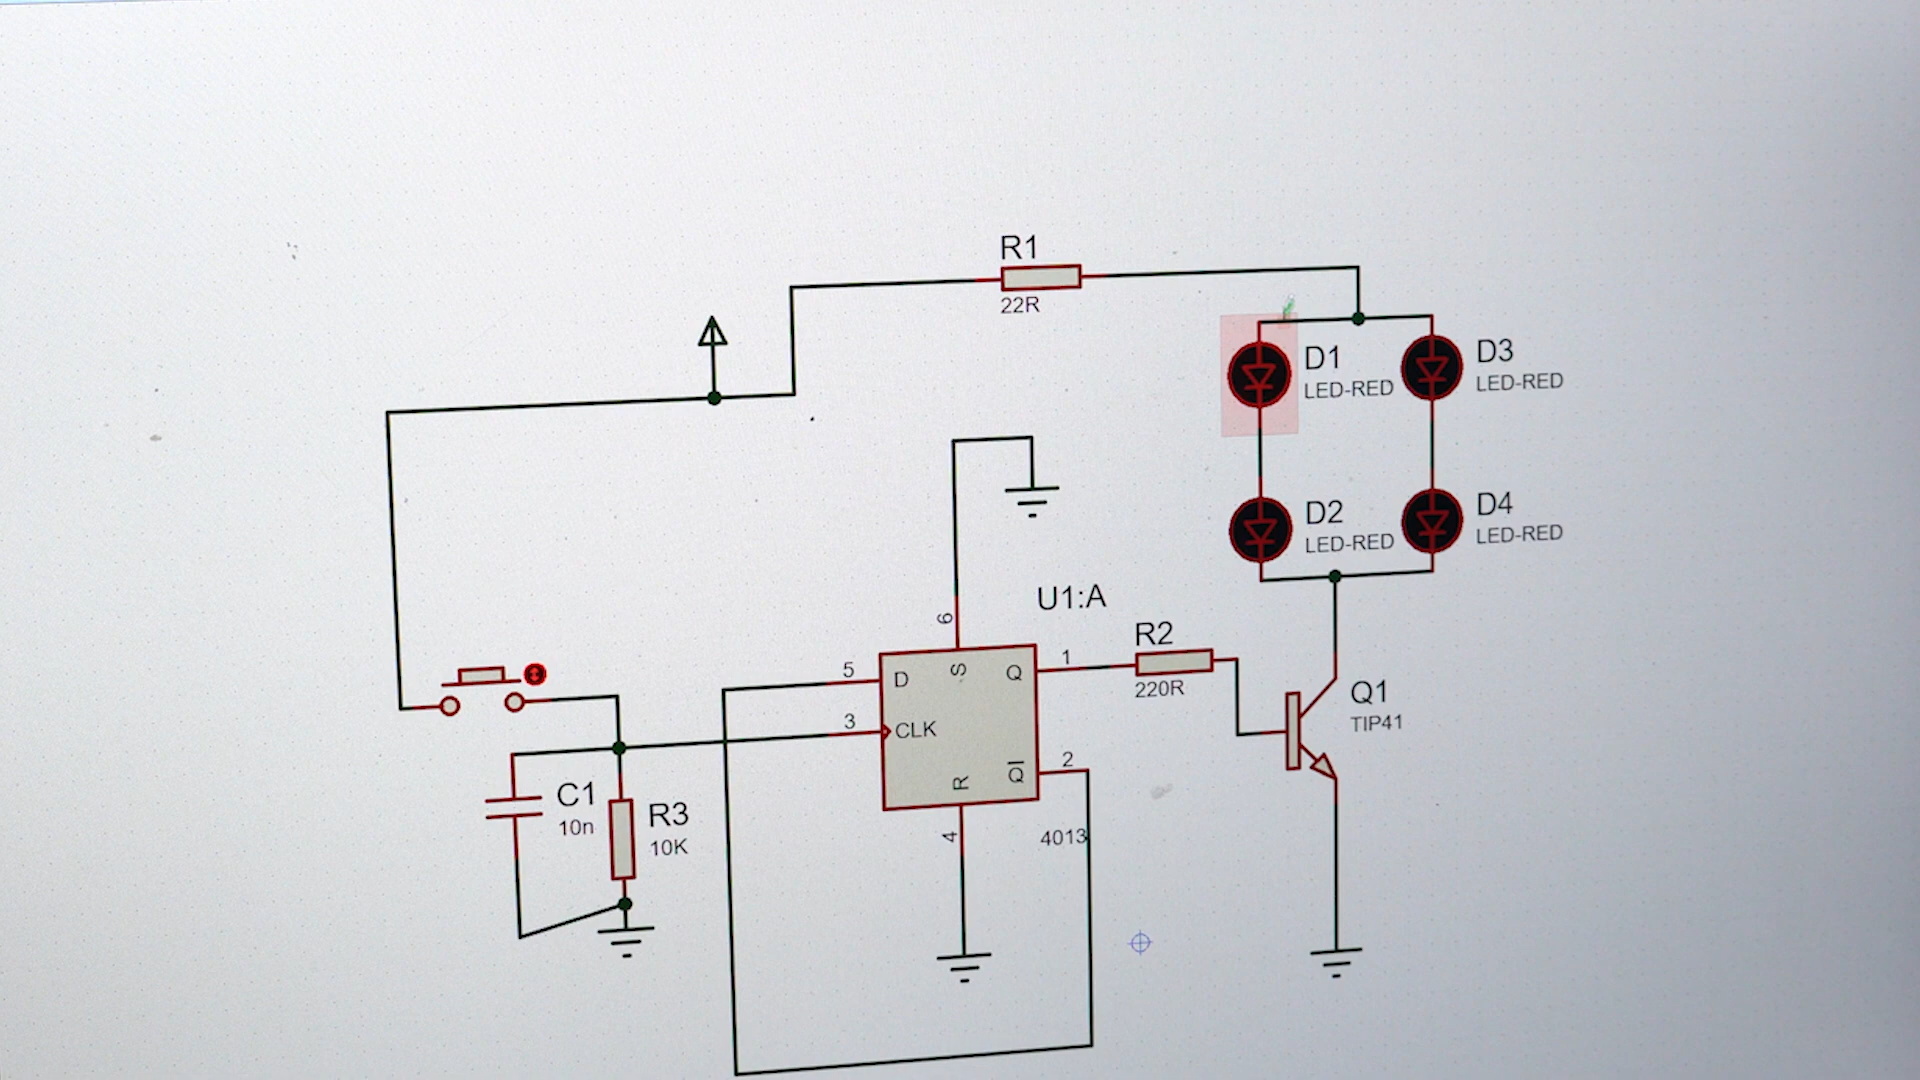 R1
22R
D1
LED-RED
D3
LED-RED
D2
LED-RED
D4
LED-RED
U1:A
6
S
5
D
Q
1
R2
220R
3
CLK
Q
2
R
4
4013
Q1
TIP41
C1
10n
R3
10K